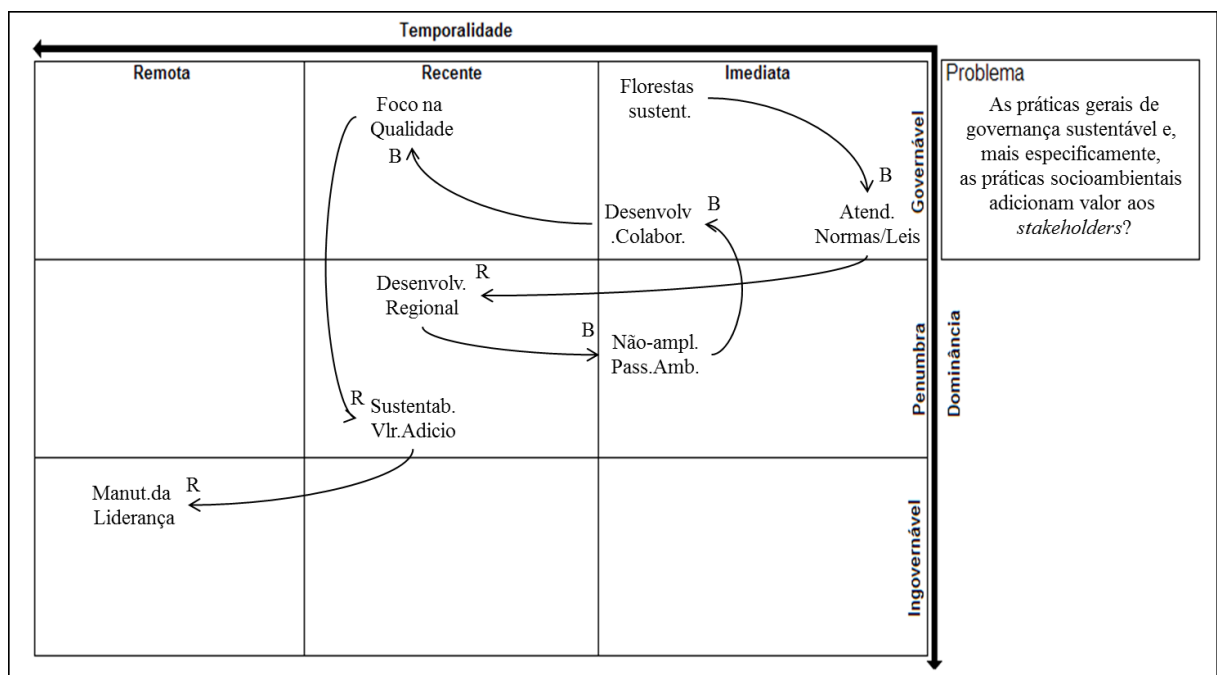 Temporalidade
Remota
Recente
Imediata
Problema
As práticas gerais de
governança sustentável e,
mais especificamente,
as práticas socioambientais
adicionam valor aos
stakeholders?
Foco na
Qualidade
B
Florestas
sustent.
B
Desenvolv
.Colabor.
B
Atend.
Normas/Leis
Governável
Desenvolv.
Regional
R
B
Não-ampl.
Pass.Amb.
R
Sustentab.
Vlr.Adicio
Penumbra
Dominância
Manut.da
Liderança
R
Ingovernável